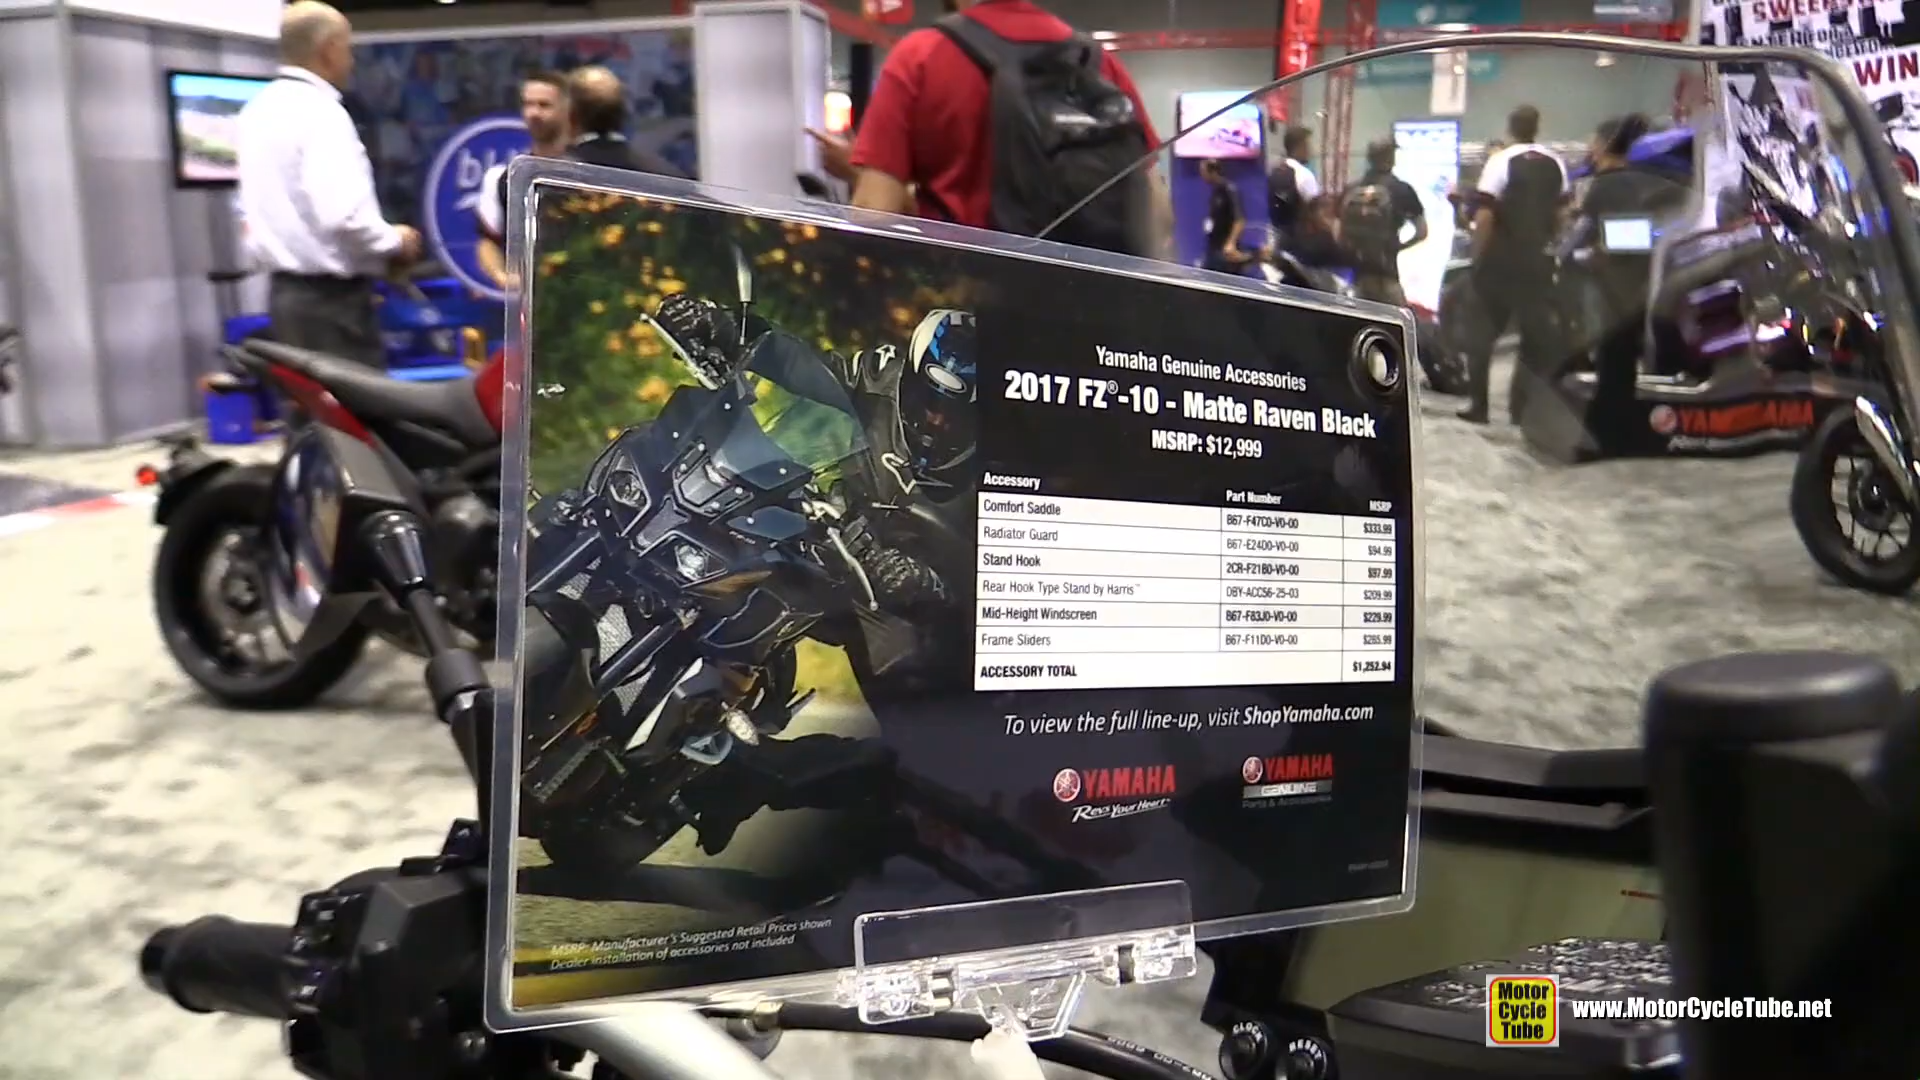 SWEEPS
WIN
Yamaha Genuine Accessories
2017 FZ®-10 - Matte Raven Black
MSRP: $12,999
Accessory Part Number MSRP
Comfort Saddle B67-F47C0-V0-00 $333.99
Radiator Guard B67-E24D0-V0-00 $94.99
Stand Hook 2CR-F21B0-V0-00 $97.99
Rear Hook Type Stand by Harris™ DBY-ACC56-25-03 $209.99
Mid-Height Windscreen B67-F83J0-V0-00 $229.99
Frame Sliders B67-F11D0-V0-00 $285.99
ACCESSORY TOTAL $1,252.94
To view the full line-up, visit ShopYamaha.com
YAMAHA
Revs Your Heart
YAMAHA
GENUINE
Parts & Accessories
MSRP: Manufacturer's Suggested Retail Prices shown
Dealer installation of accessories not included
CLOCK
RESET
Motor
Cycle
Tube
www.MotorCycleTube.net